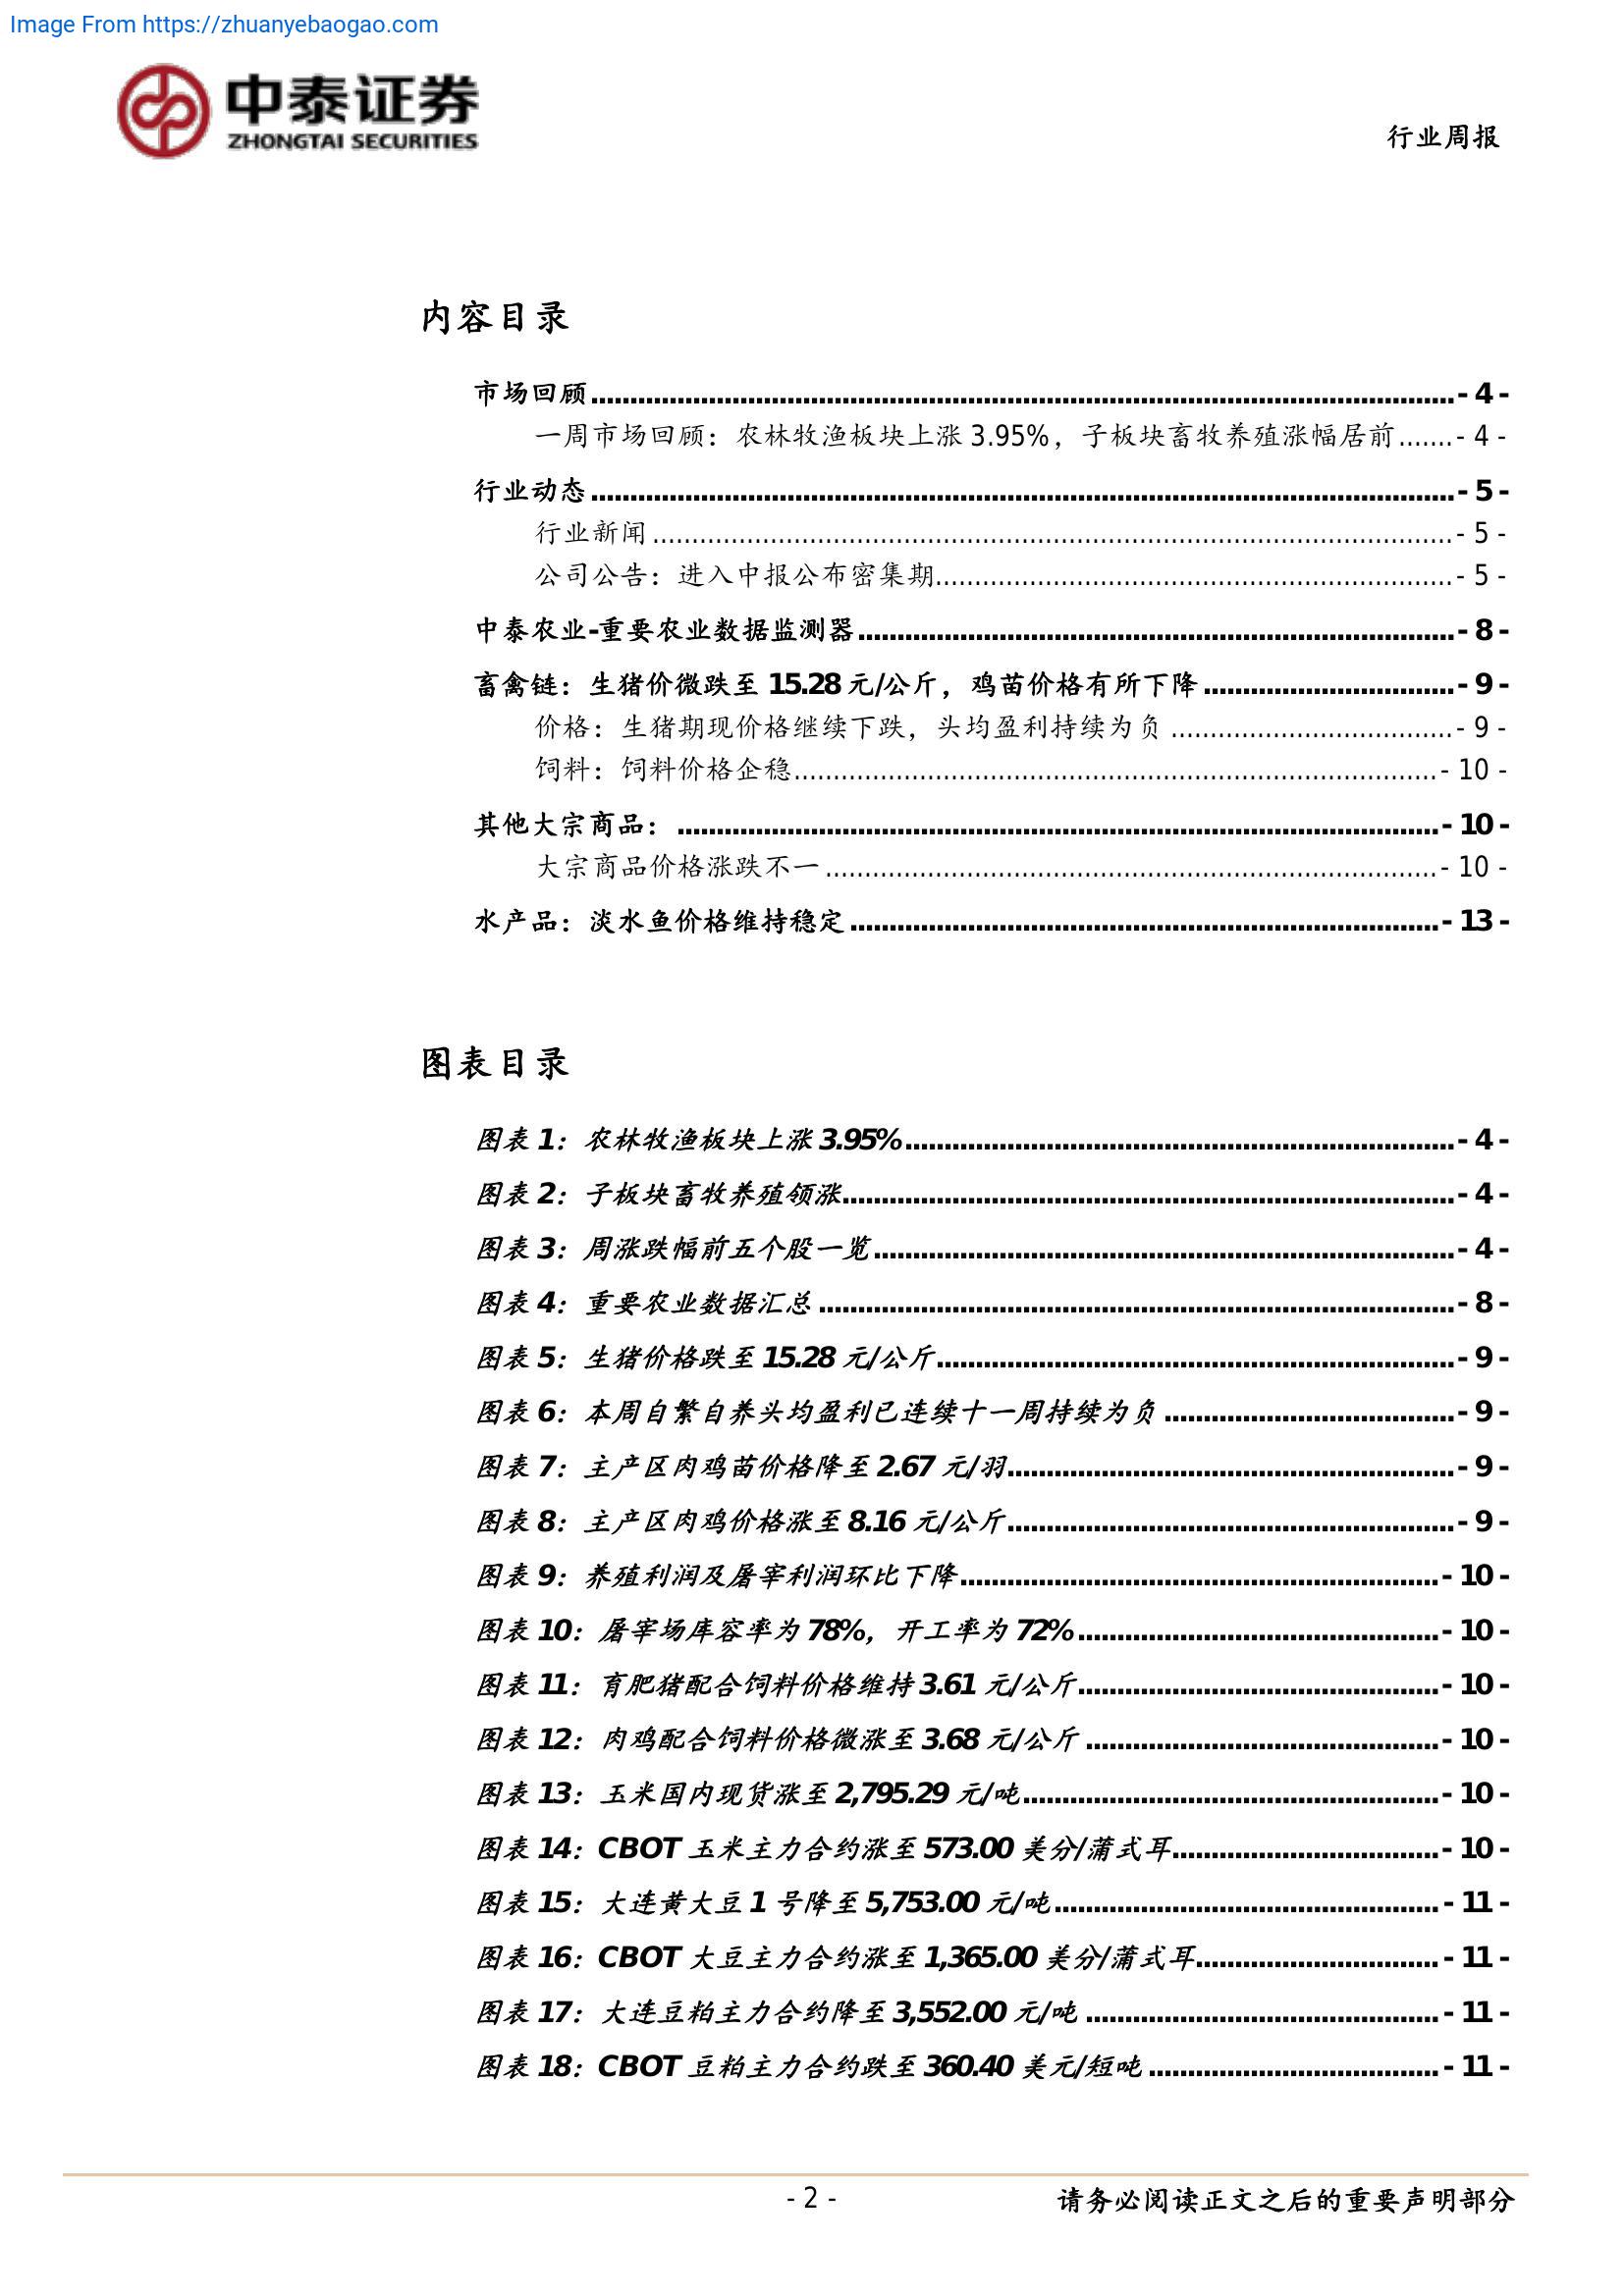 Image From https://zhuanyebaogao.com
中泰证券
ZHONGTAI SECURITIES
行业周报
内容目录
市场回顾....................- 4 -
一周市场回顾：农林牧渔板块上涨 3.95%，子板块畜牧养殖涨幅居前.......- 4 -
行业动态....................- 5 -
行业新闻....................- 5 -
公司公告：进入中报公布密集期....................- 5 -
中泰农业-重要农业数据监测器....................- 8 -
畜禽链：生猪价微跌至 15.28 元/公斤，鸡苗价格有所下降....................- 9 -
价格：生猪期现价格继续下跌，头均盈利持续为负....................- 9 -
饲料：饲料价格企稳....................- 10 -
其他大宗商品：....................- 10 -
大宗商品价格涨跌不一....................- 10 -
水产品：淡水鱼价格维持稳定....................- 13 -
图表目录
图表 1：农林牧渔板块上涨 3.95%....................- 4 -
图表 2：子板块畜牧养殖领涨....................- 4 -
图表 3：周涨跌幅前五个股一览....................- 4 -
图表 4：重要农业数据汇总....................- 8 -
图表 5：生猪价格跌至 15.28 元/公斤....................- 9 -
图表 6：本周自繁自养头均盈利已连续十一周持续为负....................- 9 -
图表 7：主产区肉鸡苗价格降至 2.67 元/羽....................- 9 -
图表 8：主产区肉鸡价格涨至 8.16 元/公斤....................- 9 -
图表 9：养殖利润及屠宰利润环比下降....................- 10 -
图表 10：屠宰场库容率为 78%，开工率为 72%....................- 10 -
图表 11：育肥猪配合饲料价格维持 3.61 元/公斤....................- 10 -
图表 12：肉鸡配合饲料价格微涨至 3.68 元/公斤....................- 10 -
图表 13：玉米国内现货涨至 2,795.29 元/吨....................- 10 -
图表 14：CBOT 玉米主力合约涨至 573.00 美分/蒲式耳....................- 10 -
图表 15：大连黄大豆 1 号降至 5,753.00 元/吨....................- 11 -
图表 16：CBOT 大豆主力合约涨至 1,365.00 美分/蒲式耳....................- 11 -
图表 17：大连豆粕主力合约降至 3,552.00 元/吨....................- 11 -
图表 18：CBOT 豆粕主力合约跌至 360.40 美元/短吨....................- 11 -
- 2 -
请务必阅读正文之后的重要声明部分